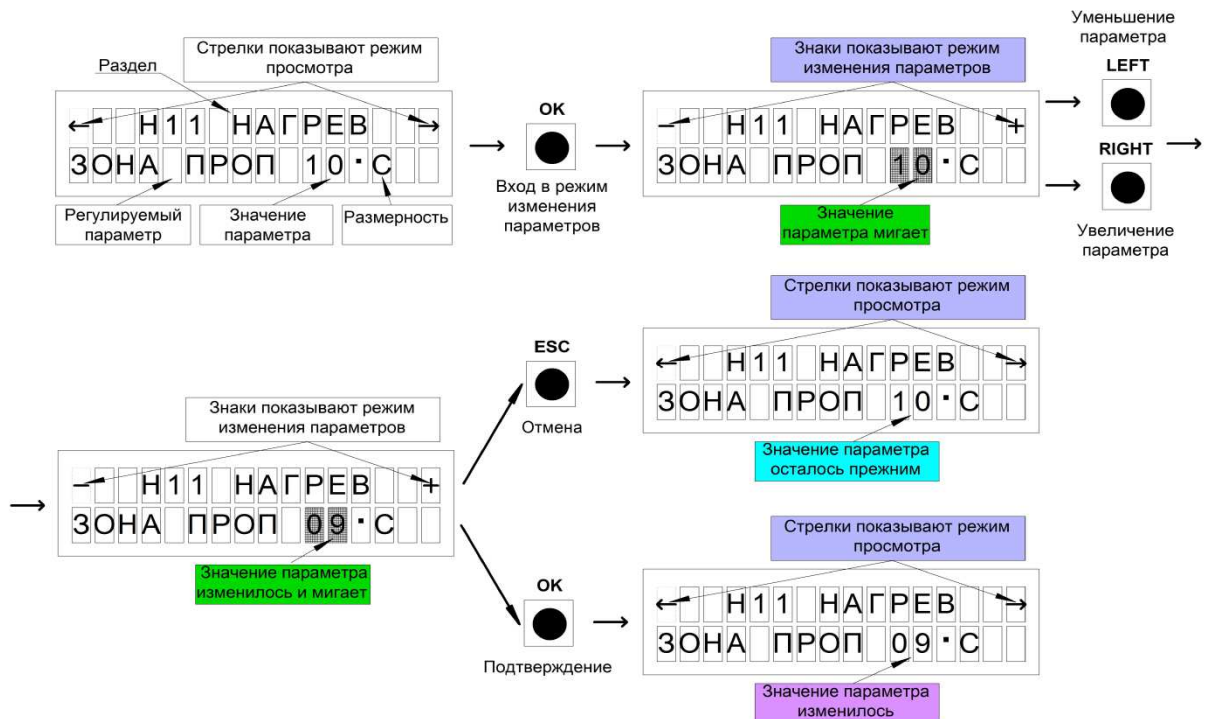 Стрелки показывают режим
просмотра
Раздел
← Н11 НАГРЕВ →
ЗОНА ПРОП 10·С
Регулируемый
параметр
Значение
параметра
Размерность
OK
Вход в режим
изменения
параметров
Знаки показывают режим
изменения параметров
− Н11 НАГРЕВ +
ЗОНА ПРОП 10·С
Значение
параметра мигает
Уменьшение
параметра
LEFT
RIGHT
Увеличение
параметра
Знаки показывают режим
изменения параметров
− Н11 НАГРЕВ +
ЗОНА ПРОП 09·С
Значение параметра
изменилось и мигает
ESC
Отмена
Стрелки показывают режим
просмотра
← Н11 НАГРЕВ →
ЗОНА ПРОП 10·С
Значение параметра
осталось прежним
OK
Подтверждение
Стрелки показывают режим
просмотра
← Н11 НАГРЕВ →
ЗОНА ПРОП 09·С
Значение параметра
изменилось